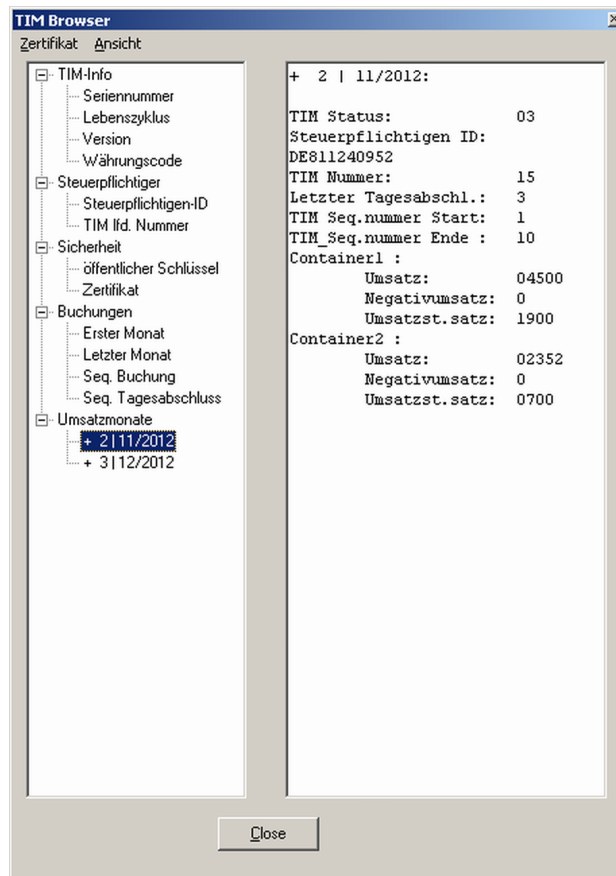 TIM Browser
Zertifikat Ansicht
TIM-Info
Seriennummer
Lebenszyklus
Version
Währungscode
Steuerpflichtiger
Steuerpflichtigen-ID
TIM lfd. Nummer
Sicherheit
öffentlicher Schlüssel
Zertifikat
Buchungen
Erster Monat
Letzter Monat
Seq. Buchung
Seq. Tagesabschluss
Umsatzmonate
+ 2|11/2012
+ 3|12/2012
+ 2 | 11/2012:
TIM Status: 03
Steuerpflichtigen ID:
DE811240952
TIM Nummer: 15
Letzter Tagesabschl.: 3
TIM Seq.nummer Start: 1
TIM_Seq.nummer Ende : 10
Container1 :
Umsatz: 04500
Negativumsatz: 0
Umsatzst.satz: 1900
Container2 :
Umsatz: 02352
Negativumsatz: 0
Umsatzst.satz: 0700
Close